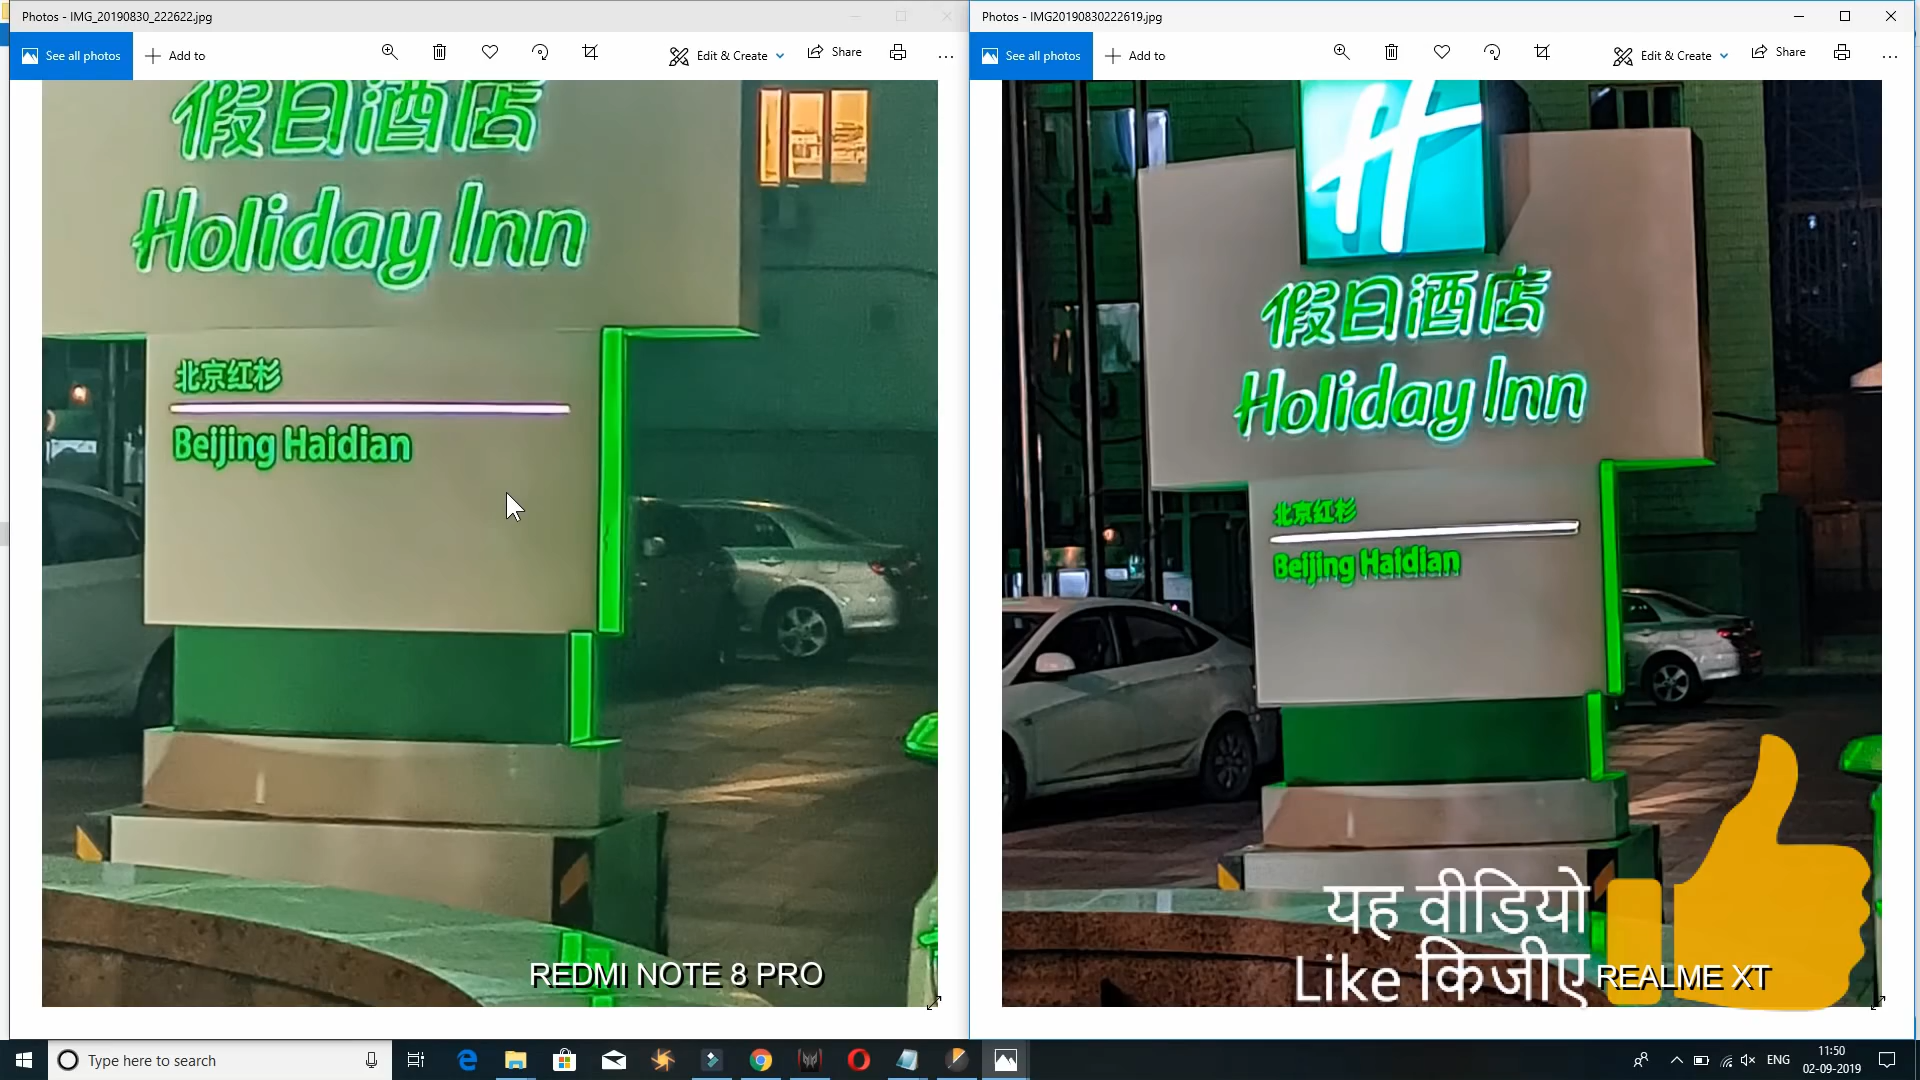 Photos - IMG_20190830_222622.jpg
See all photos
Add to
Edit & Create
Share
假日酒店
Holiday Inn
北京红杉
Beijing Haidian
REDMI NOTE 8 PRO
Photos - IMG20190830222619.jpg
See all photos
Add to
Edit & Create
Share
H
假日酒店
Holiday Inn
北京红杉
Beijing Haidian
यह वीडियो
Like किजीए
REALME XT
Type here to search
ENG
11:50
02-09-2019